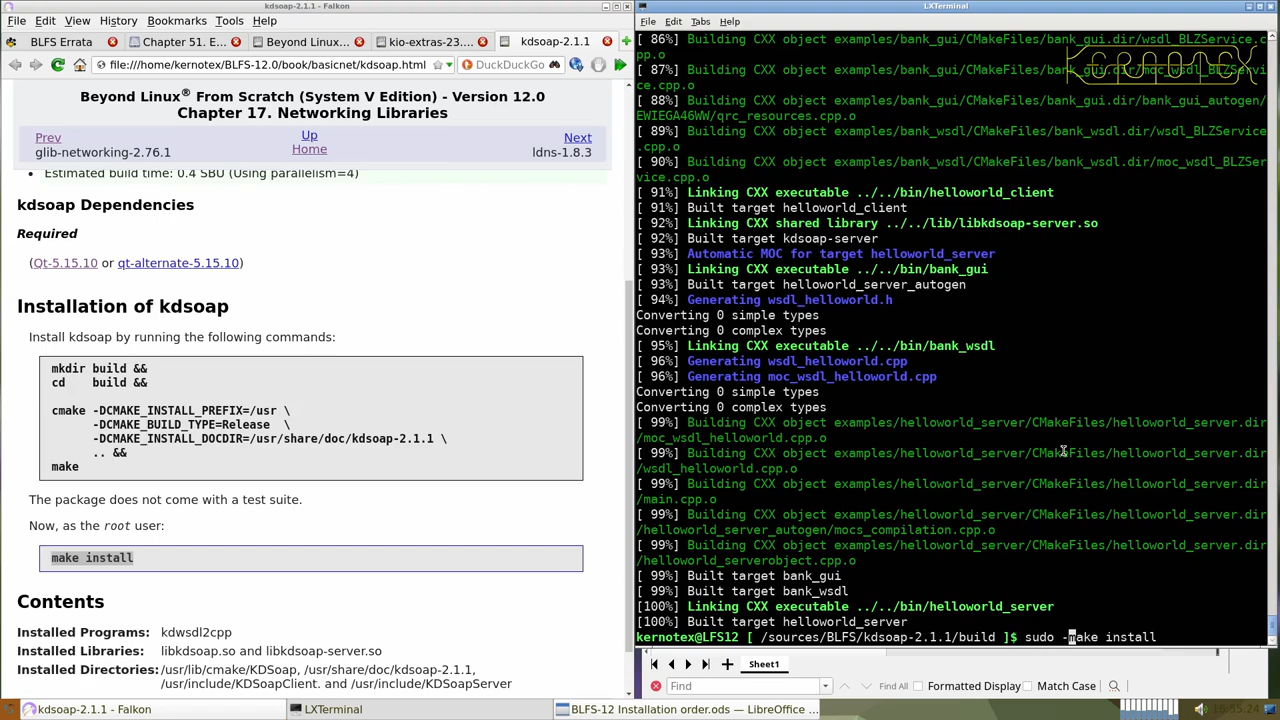 kdsoap-2.1.1 - Falkon
File Edit View History Bookmarks Tools Help
BLFS Errata
Chapter 51. E...
Beyond Linux...
kio-extras-23....
kdsoap-2.1.1
file:///home/kernotex/BLFS-12.0/book/basicnet/kdsoap.html
DuckDuckGo
Beyond Linux® From Scratch (System V Edition) - Version 12.0
Chapter 17. Networking Libraries
Prev
Up
Next
glib-networking-2.76.1
Home
ldns-1.8.3
Estimated build time: 0.4 SBU (Using parallelism=4)
kdsoap Dependencies
Required
(Qt-5.15.10 or qt-alternate-5.15.10)
Installation of kdsoap
Install kdsoap by running the following commands:
mkdir build &&
cd    build &&
cmake -DCMAKE_INSTALL_PREFIX=/usr \
-DCMAKE_BUILD_TYPE=Release \
-DCMAKE_INSTALL_DOCDIR=/usr/share/doc/kdsoap-2.1.1 \
.. &&
make
The package does not come with a test suite.
Now, as the root user:
make install
Contents
Installed Programs: kdwsdl2cpp
Installed Libraries: libkdsoap.so and libkdsoap-server.so
Installed Directories: /usr/lib/cmake/KDSoap, /usr/share/doc/kdsoap-2.1.1,
/usr/include/KDSoapClient. and /usr/include/KDSoapServer
LXTerminal
File Edit Tabs Help
KERNOTEX
[ 86%] Building CXX object examples/bank_gui/CMakeFiles/bank_gui.dir/wsdl_BLZService.c
pp.o
[ 87%] Building CXX object examples/bank_gui/CMakeFiles/bank_gui.dir/moc_wsdl_BLZServi
ce.cpp.o
[ 88%] Building CXX object examples/bank_gui/CMakeFiles/bank_gui.dir/bank_gui_autogen/
EWIEGA46WW/qrc_resources.cpp.o
[ 89%] Building CXX object examples/bank_wsdl/CMakeFiles/bank_wsdl.dir/wsdl_BLZService
.cpp.o
[ 90%] Building CXX object examples/bank_wsdl/CMakeFiles/bank_wsdl.dir/moc_wsdl_BLZSer
vice.cpp.o
[ 91%] Linking CXX executable ../../bin/helloworld_client
[ 91%] Built target helloworld_client
[ 92%] Linking CXX shared library ../../lib/libkdsoap-server.so
[ 92%] Built target kdsoap-server
[ 93%] Automatic MOC for target helloworld_server
[ 93%] Linking CXX executable ../../bin/bank_gui
[ 93%] Built target helloworld_server_autogen
[ 94%] Generating wsdl_helloworld.h
Converting 0 simple types
Converting 0 complex types
[ 95%] Linking CXX executable ../../bin/bank_wsdl
[ 96%] Generating wsdl_helloworld.cpp
[ 96%] Generating moc_wsdl_helloworld.cpp
Converting 0 simple types
Converting 0 complex types
[ 99%] Building CXX object examples/helloworld_server/CMakeFiles/helloworld_server.dir
/moc_wsdl_helloworld.cpp.o
[ 99%] Building CXX object examples/helloworld_server/CMakeFiles/helloworld_server.dir
/wsdl_helloworld.cpp.o
[ 99%] Building CXX object examples/helloworld_server/CMakeFiles/helloworld_server.dir
/main.cpp.o
[ 99%] Building CXX object examples/helloworld_server/CMakeFiles/helloworld_server.dir
/helloworld_server_autogen/mocs_compilation.cpp.o
[ 99%] Building CXX object examples/helloworld_server/CMakeFiles/helloworld_server.dir
/helloworld_serverobject.cpp.o
[ 99%] Built target bank_gui
[ 99%] Built target bank_wsdl
[100%] Linking CXX executable ../../bin/helloworld_server
[100%] Built target helloworld_server
kernotex@LFS12 [ /sources/BLFS/kdsoap-2.1.1/build ]$ sudo -make install
Sheet1
Find
Find All
Formatted Display
Match Case
kdsoap-2.1.1 - Falkon
LXTerminal
BLFS-12 Installation order.ods — LibreOffice ...
16:55:24